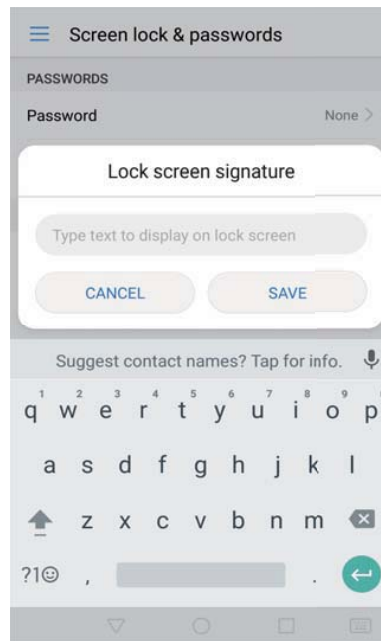 Screen lock & passwords
PASSWORDS
Password None
Lock screen signature
Type text to display on lock screen
CANCEL SAVE
Suggest contact names? Tap for info.
1 2 3 4 5 6 7 8 9
q w e r t y u i o p
a s d f g h j k l
z x c v b n m
?1☺ , .